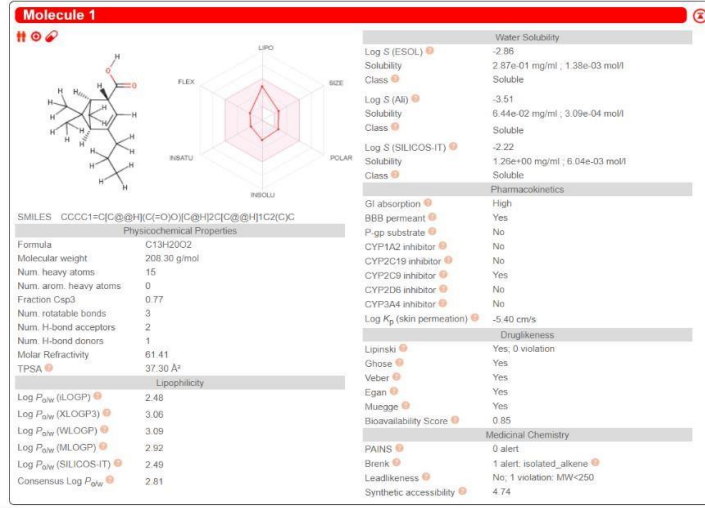 Molecule 1
LIPO
FLEX
SIZE
INSATU
POLAR
INSOLU
SMILES CCCC1=C[C@@H](C(=O)O)[C@H]2C[C@@H]1C2(C)C
Physicochemical Properties
Formula C13H20O2
Molecular weight 208.30 g/mol
Num. heavy atoms 15
Num. arom. heavy atoms 0
Fraction Csp3 0.77
Num. rotatable bonds 3
Num. H-bond acceptors 2
Num. H-bond donors 1
Molar Refractivity 61.41
TPSA 37.30 Å²
Lipophilicity
Log Po/w (iLOGP) 2.48
Log Po/w (XLOGP3) 3.06
Log Po/w (WLOGP) 3.09
Log Po/w (MLOGP) 2.92
Log Po/w (SILICOS-IT) 2.49
Consensus Log Po/w 2.81
Water Solubility
Log S (ESOL) -2.86
Solubility 2.87e-01 mg/ml ; 1.38e-03 mol/l
Class Soluble
Log S (Ali) -3.51
Solubility 6.44e-02 mg/ml ; 3.09e-04 mol/l
Class Soluble
Log S (SILICOS-IT) -2.22
Solubility 1.26e+00 mg/ml ; 6.04e-03 mol/l
Class Soluble
Pharmacokinetics
GI absorption High
BBB permeant Yes
P-gp substrate No
CYP1A2 inhibitor No
CYP2C19 inhibitor No
CYP2C9 inhibitor Yes
CYP2D6 inhibitor No
CYP3A4 inhibitor No
Log Kp (skin permeation) -5.40 cm/s
Druglikeness
Lipinski Yes; 0 violation
Ghose Yes
Veber Yes
Egan Yes
Muegge Yes
Bioavailability Score 0.85
Medicinal Chemistry
PAINS 0 alert
Brenk 1 alert: isolated_alkene
Leadlikeness No; 1 violation: MW<250
Synthetic accessibility 4.74